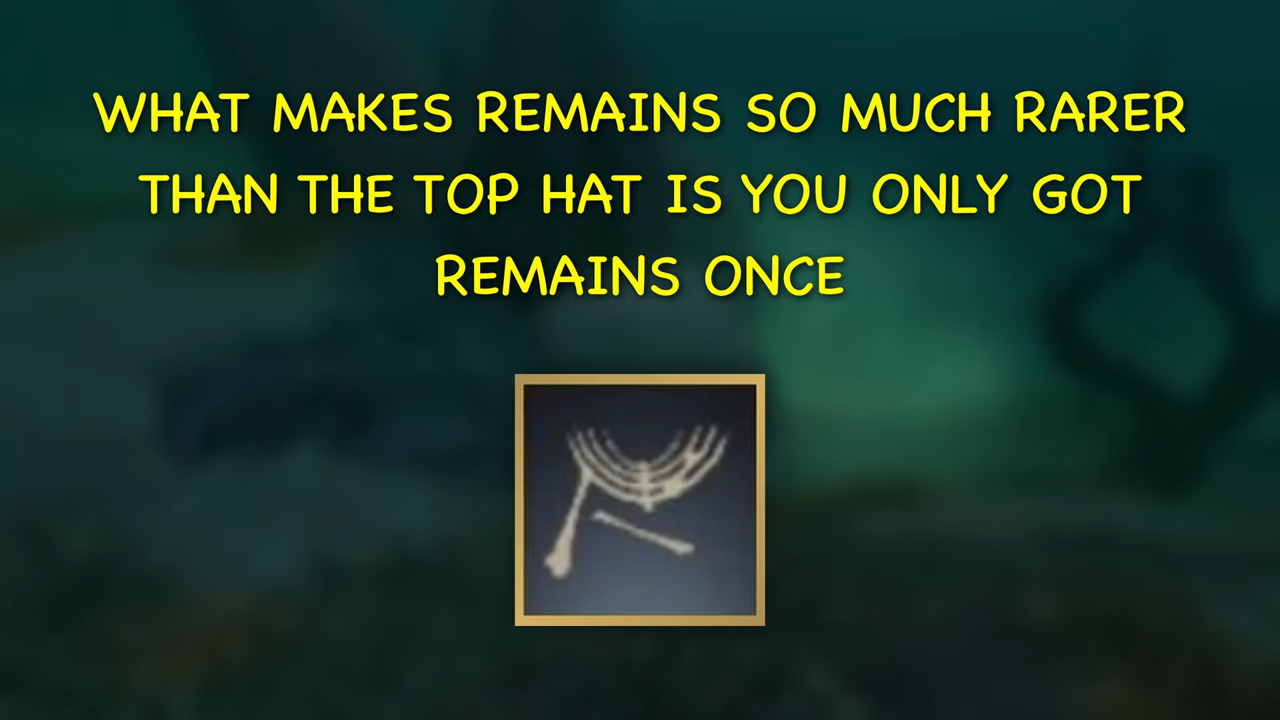 WHAT MAKES REMAINS SO MUCH RARER
THAN THE TOP HAT IS YOU ONLY GOT
REMAINS ONCE